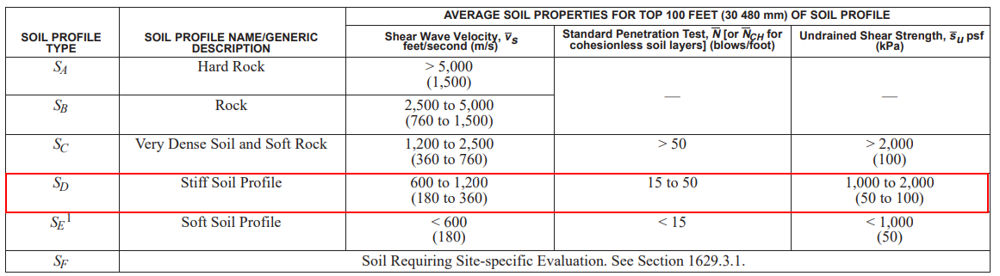 AVERAGE SOIL PROPERTIES FOR TOP 100 FEET (30 480 mm) OF SOIL PROFILE
SOIL PROFILE
TYPE
SOIL PROFILE NAME/GENERIC
DESCRIPTION
Shear Wave Velocity, v̄s
feet/second (m/s)
Standard Penetration Test, N̄ [or N̄CH for
cohesionless soil layers] (blows/foot)
Undrained Shear Strength, s̄u psf
(kPa)
SA Hard Rock > 5,000
(1,500)
— —
SB Rock 2,500 to 5,000
(760 to 1,500)
SC Very Dense Soil and Soft Rock 1,200 to 2,500 > 50 > 2,000
(360 to 760) (100)
SD Stiff Soil Profile 600 to 1,200 15 to 50 1,000 to 2,000
(180 to 360) (50 to 100)
SE1 Soft Soil Profile < 600 < 15 < 1,000
(180) (50)
SF Soil Requiring Site-specific Evaluation. See Section 1629.3.1.